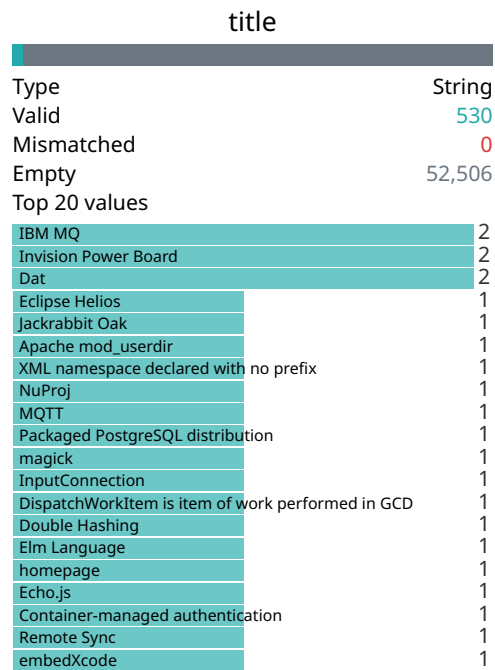 title
Type String
Valid 530
Mismatched 0
Empty 52,506
Top 20 values
IBM MQ 2
Invision Power Board 2
Dat 2
Eclipse Helios 1
Jackrabbit Oak 1
Apache mod_userdir 1
XML namespace declared with no prefix 1
NuProj 1
MQTT 1
Packaged PostgreSQL distribution 1
magick 1
InputConnection 1
DispatchWorkItem is item of work performed in GCD 1
Double Hashing 1
Elm Language 1
homepage 1
Echo.js 1
Container-managed authentication 1
Remote Sync 1
embedXcode 1